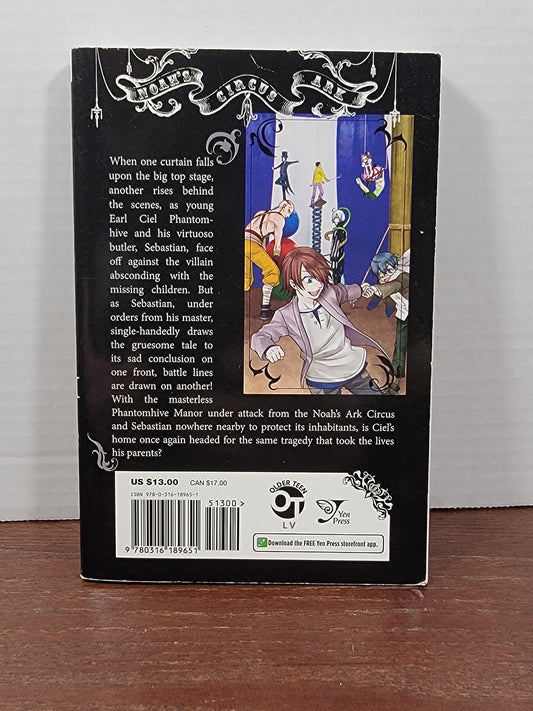 NOAH'S CIRCUS ARK
When one curtain falls
upon the big top stage,
another rises behind
the scenes, as young
Earl Ciel Phantom-
hive and his virtuoso
butler, Sebastian, face
off against the villain
absconding with the
missing children. But
as Sebastian, under
orders from his master,
single-handedly draws
the gruesome tale to
its sad conclusion on
one front, battle lines
are drawn on another!
With the masterless
Phantomhive Manor under attack from the Noah's Ark Circus
and Sebastian nowhere nearby to protect its inhabitants, is Ciel's
home once again headed for the same tragedy that took the lives
his parents?
US $13.00 CAN $17.00
ISBN 978-0-316-18965-1
51300>
9 780316 189651
OLDER TEEN
OT
LV
Yen
Press
Download the FREE Yen Press storefront app.